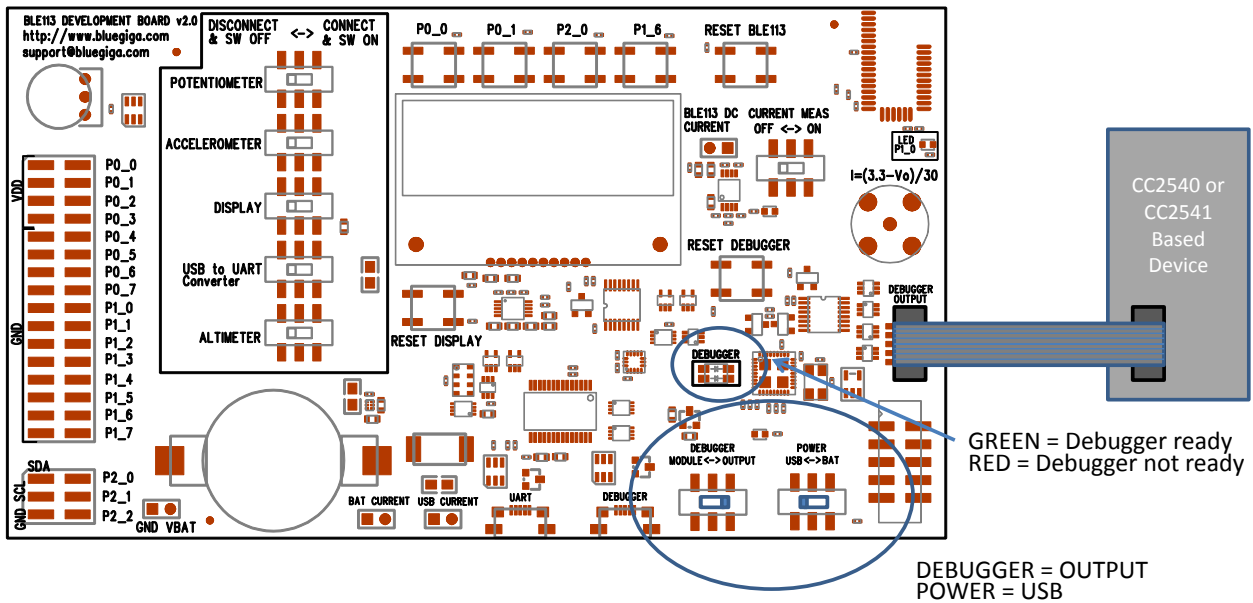 BLE113 DEVELOPMENT BOARD v2.0
http://www.bluegiga.com
support@bluegiga.com
DISCONNECT <-> CONNECT
& SW OFF & SW ON
POTENTIOMETER
ACCELEROMETER
DISPLAY
USB to UART
Converter
ALTIMETER
P0_0
P0_1
P2_0
P1_6
RESET BLE113
BLE113 DC
CURRENT
CURRENT MEAS
OFF <-> ON
LED
P1_0
I=(3.3-Vo)/30
RESET DEBUGGER
DEBUGGER
OUTPUT
CC2540 or
CC2541
Based
Device
VDD
GND
P0_0
P0_1
P0_2
P0_3
P0_4
P0_5
P0_6
P0_7
P1_0
P1_1
P1_2
P1_3
P1_4
P1_5
P1_6
P1_7
RESET DISPLAY
DEBUGGER
GREEN = Debugger ready
RED = Debugger not ready
SDA
GND SCL
P2_0
P2_1
P2_2
GND VBAT
BAT CURRENT
USB CURRENT
UART
DEBUGGER
DEBUGGER
MODULE<->OUTPUT
POWER
USB<->BAT
DEBUGGER = OUTPUT
POWER = USB